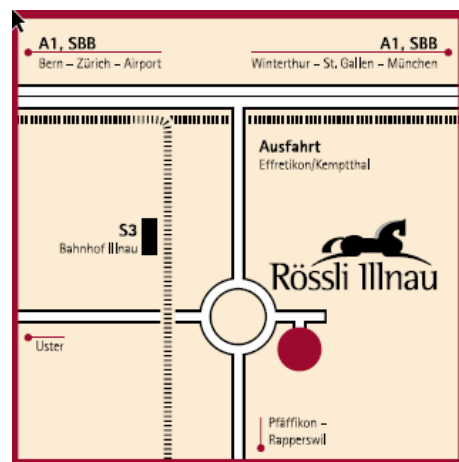 A1, SBB
Bern – Zürich – Airport
A1, SBB
Winterthur – St. Gallen – München
Ausfahrt
Effretikon/Kemptthal
S3
Bahnhof Illnau
Rössli Illnau
Uster
Pfäffikon –
Rapperswil